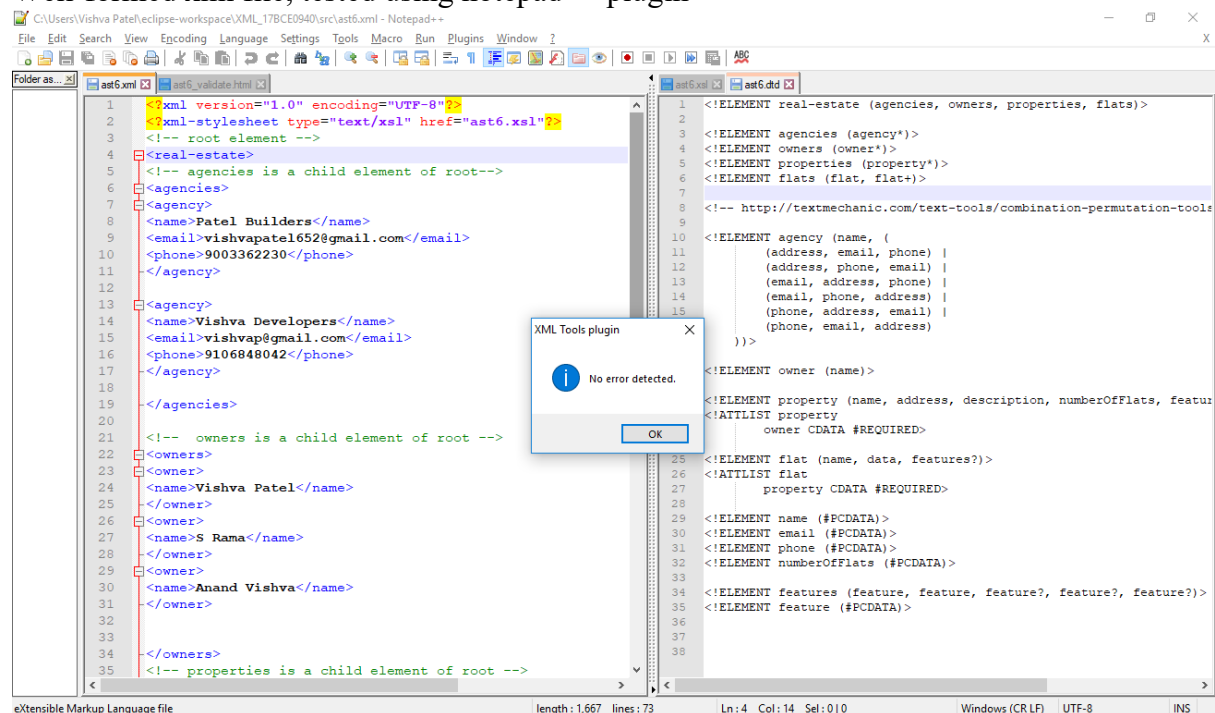 C:\Users\Vishva Patel\eclipse-workspace\XML_17BCE0940\src\ast6.xml - Notepad++
File Edit Search View Encoding Language Settings Tools Macro Run Plugins Window ? X
Folder as...
ast6.xml ast6_validate.html
1 <?xml version="1.0" encoding="UTF-8"?>
2 <?xml-stylesheet type="text/xsl" href="ast6.xsl"?>
3 <!-- root element -->
4 <real-estate>
5 <!-- agencies is a child element of root-->
6 <agencies>
7 <agency>
8 <name>Patel Builders</name>
9 <email>vishvapatel652@gmail.com</email>
10 <phone>9003362230</phone>
11 </agency>
12
13 <agency>
14 <name>Vishva Developers</name>
15 <email>vishvap@gmail.com</email>
16 <phone>9106848042</phone>
17 </agency>
18
19 </agencies>
20
21 <!-- owners is a child element of root -->
22 <owners>
23 <owner>
24 <name>Vishva Patel</name>
25 </owner>
26 <owner>
27 <name>S Rama</name>
28 </owner>
29 <owner>
30 <name>Anand Vishva</name>
31 </owner>
32
33
34 </owners>
35 <!-- properties is a child element of root -->
ast6.xsl ast6.dtd
1 <!ELEMENT real-estate (agencies, owners, properties, flats)>
2
3 <!ELEMENT agencies (agency*)>
4 <!ELEMENT owners (owner*)>
5 <!ELEMENT properties (property*)>
6 <!ELEMENT flats (flat, flat+)>
7
8 <!-- http://textmechanic.com/text-tools/combination-permutation-tools
9
10 <!ELEMENT agency (name, (
11 (address, email, phone) |
12 (address, phone, email) |
13 (email, address, phone) |
14 (email, phone, address) |
15 (phone, address, email) |
(phone, email, address)
))>
<!ELEMENT owner (name)>
<!ELEMENT property (name, address, description, numberOfFlats, featur
<!ATTLIST property
owner CDATA #REQUIRED>
25 <!ELEMENT flat (name, data, features?)>
26 <!ATTLIST flat
27 property CDATA #REQUIRED>
28
29 <!ELEMENT name (#PCDATA)>
30 <!ELEMENT email (#PCDATA)>
31 <!ELEMENT phone (#PCDATA)>
32 <!ELEMENT numberOfFlats (#PCDATA)>
33
34 <!ELEMENT features (feature, feature, feature?, feature?, feature?)>
35 <!ELEMENT feature (#PCDATA)>
36
37
38
XML Tools plugin
No error detected.
OK
eXtensible Markup Language file length : 1,667 lines : 73 Ln : 4 Col : 14 Sel : 0 | 0 Windows (CR LF) UTF-8 INS